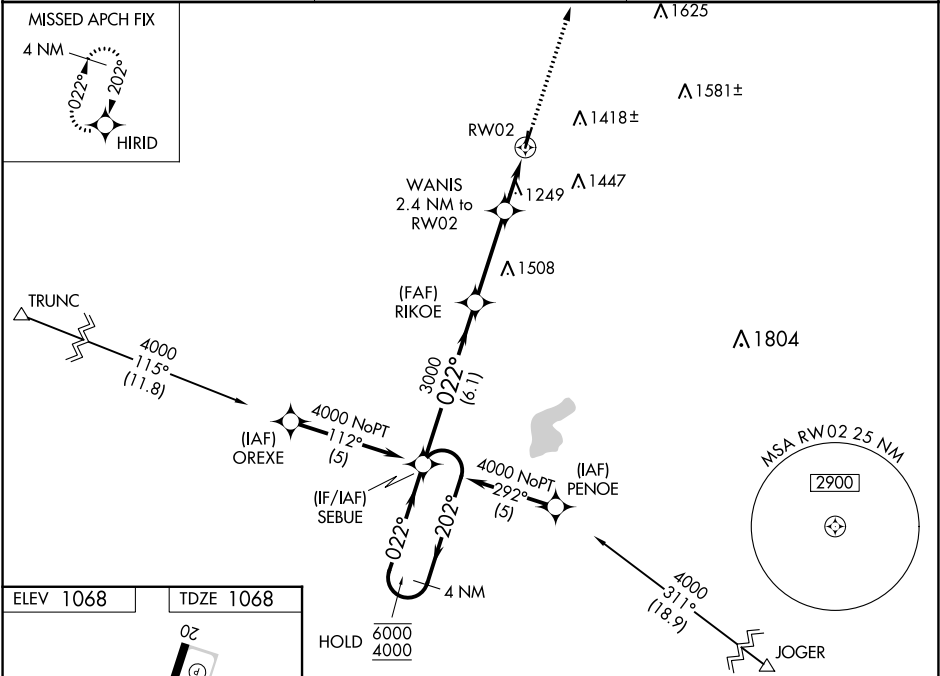 MISSED APCH FIX
4 NM
022°
202°
HIRID
1625
1581±
1418±
RW02
1447
1249
WANIS
2.4 NM to
RW02
1508
(FAF)
RIKOE
TRUNC
4000
115°
(11.8)
1804
3000
022°
(6.1)
4000 NoPT
112°
(5)
(IAF)
OREXE
(IF/IAF)
SEBUE
4000 NoPT
292°
(5)
(IAF)
PENOE
MSA RW02 25 NM
2900
022°
202°
4 NM
HOLD
6000
4000
4000
311°
(18.9)
JOGER
ELEV 1068
TDZE 1068
20
P